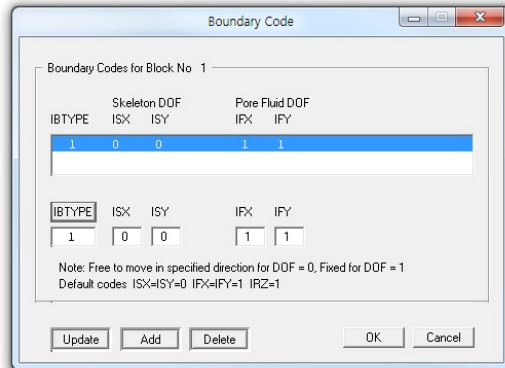 Boundary Code
Boundary Codes for Block No 1
Skeleton DOF Pore Fluid DOF
IBTYPE ISX ISY IFX IFY
1 0 0 1 1
IBTYPE ISX ISY IFX IFY
1 0 0 1 1
Note: Free to move in specified direction for DOF = 0, Fixed for DOF = 1
Default codes ISX=ISY=0 IFX=IFY=1 IRZ=1
Update Add Delete OK Cancel